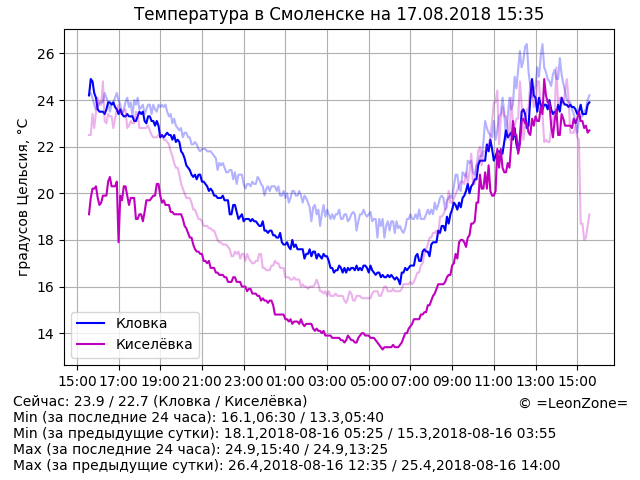 Температура в Смоленске на 17.08.2018 15:35
26
24
22
20
18
16
14
градусов Цельсия, °C
Кловка
Киселёвка
15:00 17:00 19:00 21:00 23:00 01:00 03:00 05:00 07:00 09:00 11:00 13:00 15:00
Сейчас: 23.9 / 22.7 (Кловка / Киселёвка)
© =LeonZone=
Min (за последние 24 часа): 16.1,06:30 / 13.3,05:40
Min (за предыдущие сутки): 18.1,2018-08-16 05:25 / 15.3,2018-08-16 03:55
Max (за последние 24 часа): 24.9,15:40 / 24.9,13:25
Max (за предыдущие сутки): 26.4,2018-08-16 12:35 / 25.4,2018-08-16 14:00